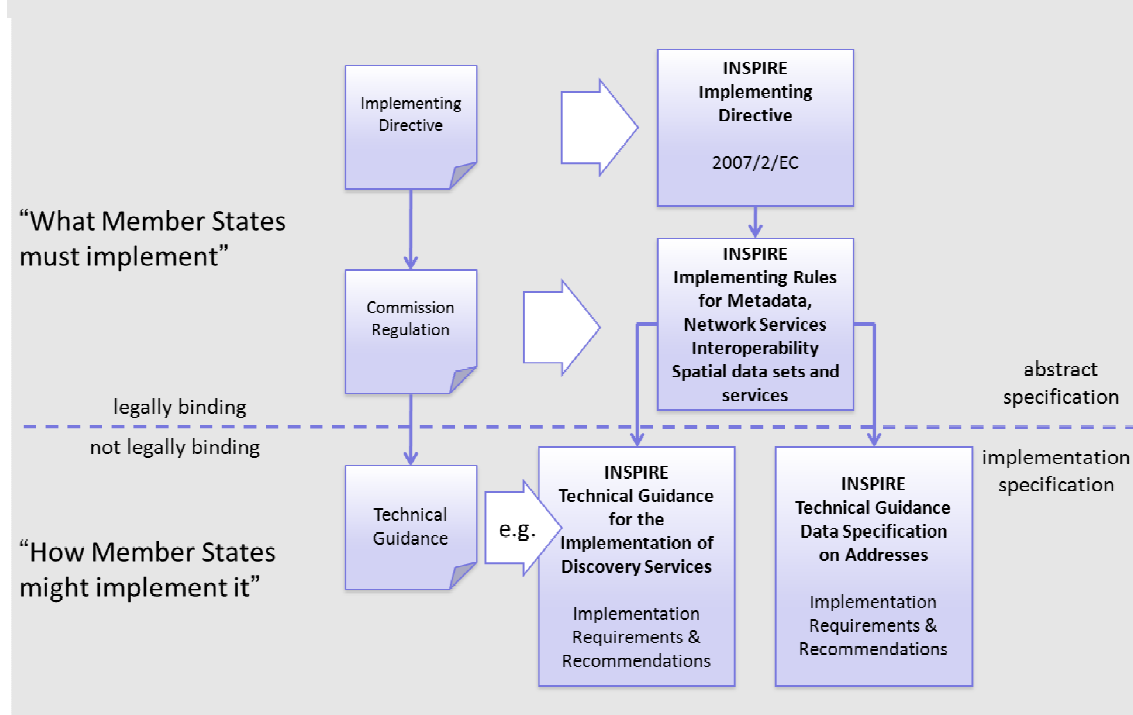 Implementing
Directive
INSPIRE
Implementing
Directive
2007/2/EC
“What Member States
must implement”
Commission
Regulation
INSPIRE
Implementing Rules
for Metadata,
Network Services
Interoperability
Spatial data sets and
services
abstract
specification
legally binding
not legally binding
implementation
specification
“How Member States
might implement it”
Technical
Guidance
e.g.
INSPIRE
Technical Guidance
for the
Implementation of
Discovery Services
Implementation
Requirements &
Recommendations
INSPIRE
Technical Guidance
Data Specification
on Addresses
Implementation
Requirements &
Recommendations